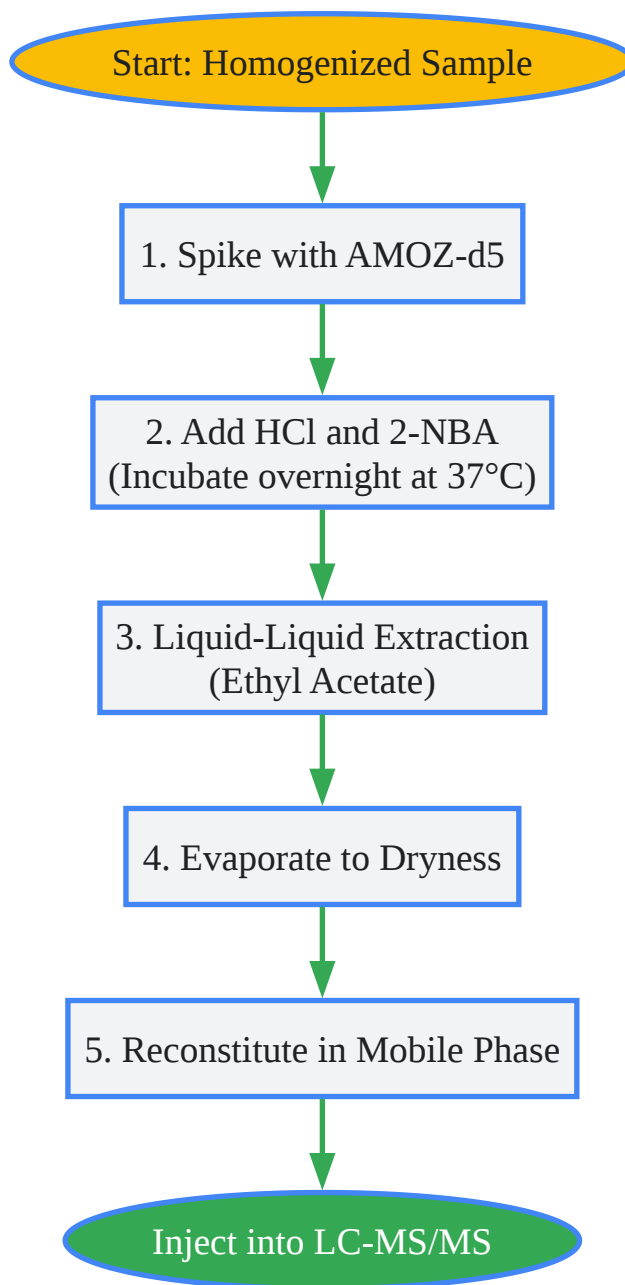 Start: Homogenized Sample
1. Spike with AMOZ-d5
2. Add HCl and 2-NBA
(Incubate overnight at 37°C)
3. Liquid-Liquid Extraction
(Ethyl Acetate)
4. Evaporate to Dryness
5. Reconstitute in Mobile Phase
Inject into LC-MS/MS